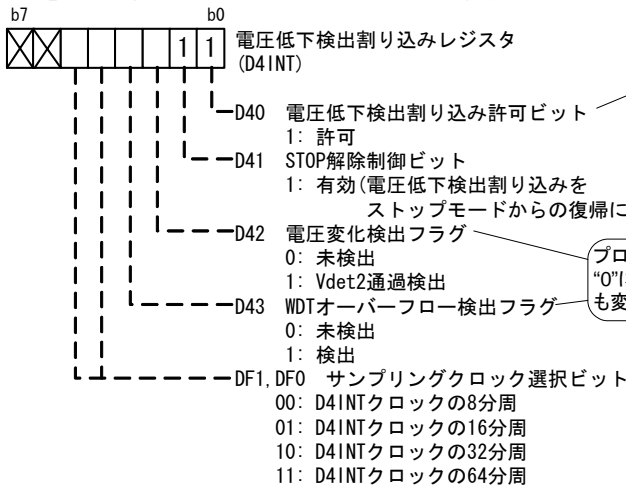 b7 b0
1 1
電圧低下検出割り込みレジスタ
(D4INT)
D40 電圧低下検出割り込み許可ビット
1: 許可
D41 STOP解除制御ビット
1: 有効(電圧低下検出割り込みを
ストップモードからの復帰に
D42 電圧変化検出フラグ
0: 未検出
1: Vdet2通過検出
プロ
“0”に
も変
D43 WDTオーバーフロー検出フラグ
0: 未検出
1: 検出
DF1,DF0 サンプリングクロック選択ビット
00: D4INTクロックの8分周
01: D4INTクロックの16分周
10: D4INTクロックの32分周
11: D4INTクロックの64分周